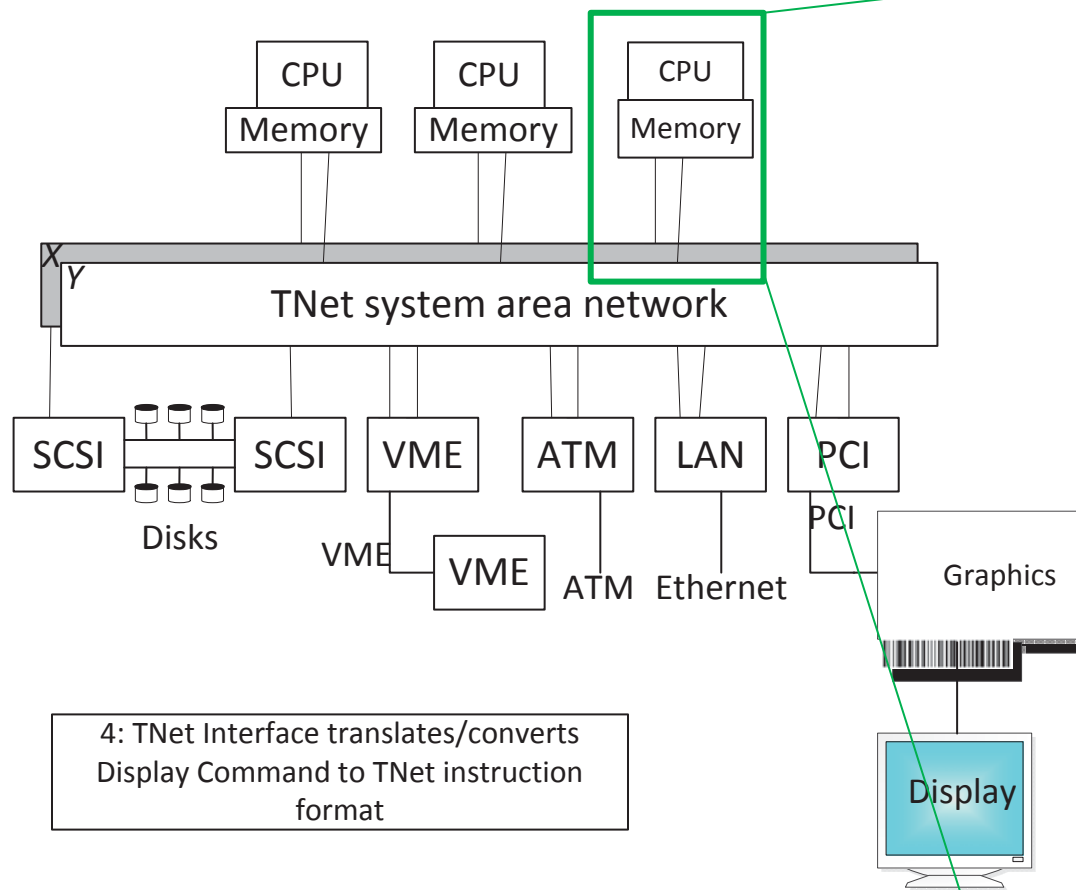 CPU
CPU
CPU
Memory
Memory
Memory
X
Y
TNet system area network
SCSI
SCSI
VME
ATM
LAN
PCI
Disks
VME
VME
ATM
Ethernet
PCI
Graphics
4: TNet Interface translates/converts
Display Command to TNet instruction
format
Display